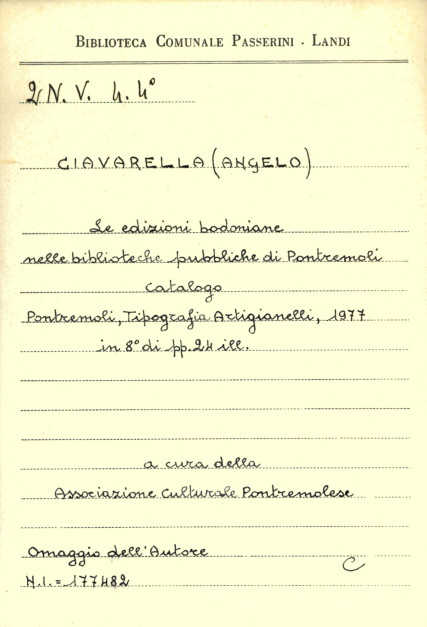 BIBLIOTECA COMUNALE PASSERINI - LANDI
2 N. V. 4. 4°
CIAVARELLA (ANGELO)
Le edizioni bodoniane
nelle biblioteche pubbliche di Pontremoli
Catalogo
Pontremoli, Tipografia Artigianelli, 1977
in 8° di pp. 24 ill.
a cura della
Associazione Culturale Pontremolese
Omaggio dell'Autore
C
N.I. = 177482